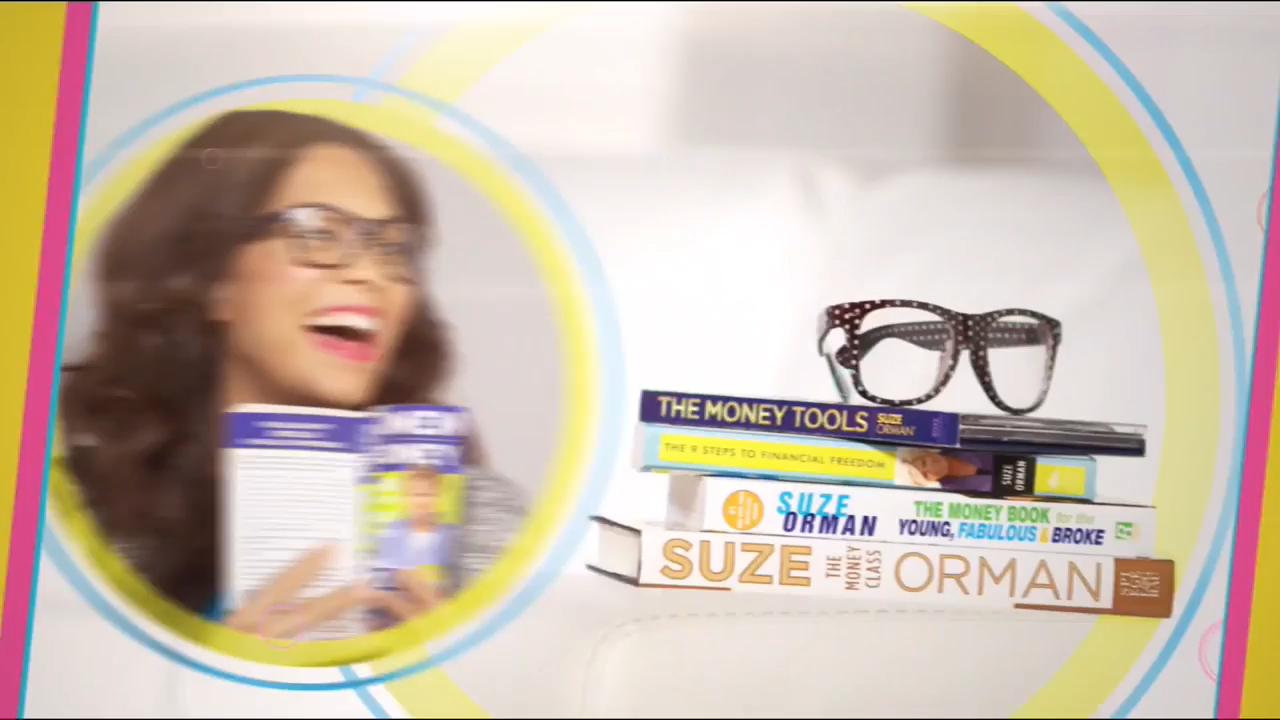 THE MONEY TOOLS SUZE ORMAN
THE 9 STEPS TO FINANCIAL FREEDOM SUZE ORMAN
SUZE ORMAN THE MONEY BOOK for the YOUNG, FABULOUS & BROKE
SUZE THE MONEY CLASS ORMAN